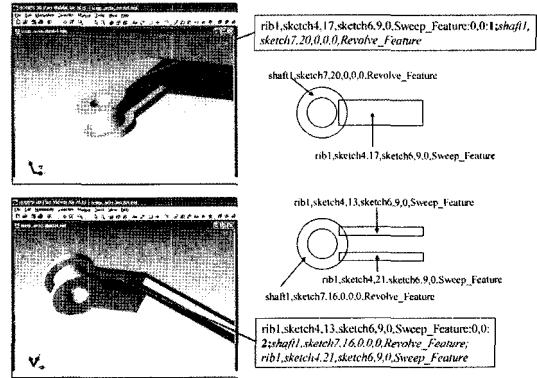 rib1,sketch4,17,sketch6,9,0,Sweep_Feature:0,0:1;shaft1,
sketch7,20,0,0,0,Revolve_Feature
shaft1,sketch7,20,0,0,0,Revolve_Feature
rib1,sketch4,17,sketch6,9,0,Sweep_Feature
rib1,sketch4,13,sketch6,9,0,Sweep_Feature
rib1,sketch4,21,sketch6,9,0,Sweep_Feature
shaft1,sketch7,16,0,0,0,Revolve_Feature
rib1,sketch4,13,sketch6,9,0,Sweep_Feature:0,0:
2;shaft1,sketch7,16,0,0,0,Revolve_Feature;
rib1,sketch4,21,sketch6,9,0,Sweep_Feature